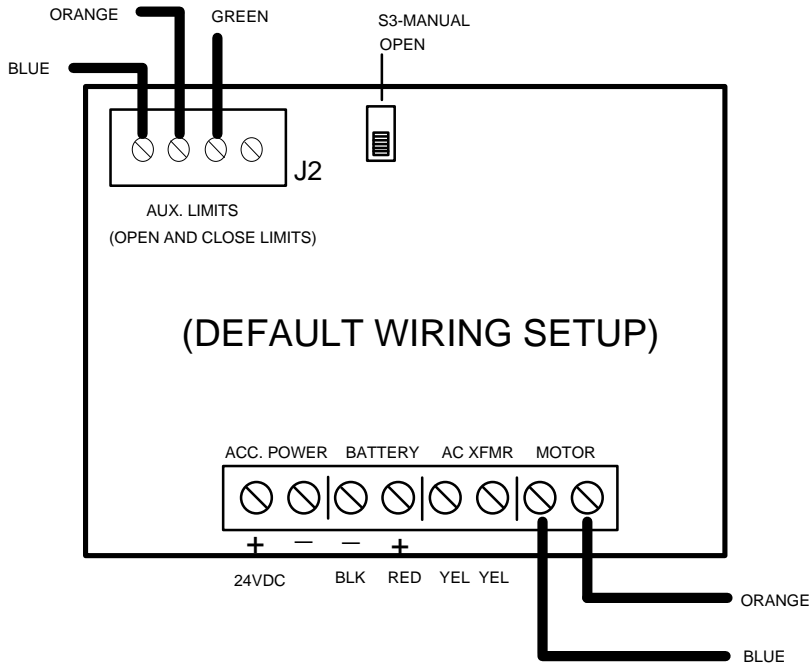 ORANGE
GREEN
S3-MANUAL
OPEN
BLUE
J2
AUX. LIMITS
(OPEN AND CLOSE LIMITS)
(DEFAULT WIRING SETUP)
ACC. POWER BATTERY AC XFMR MOTOR
+ — — +
24VDC BLK RED YEL YEL
ORANGE
BLUE